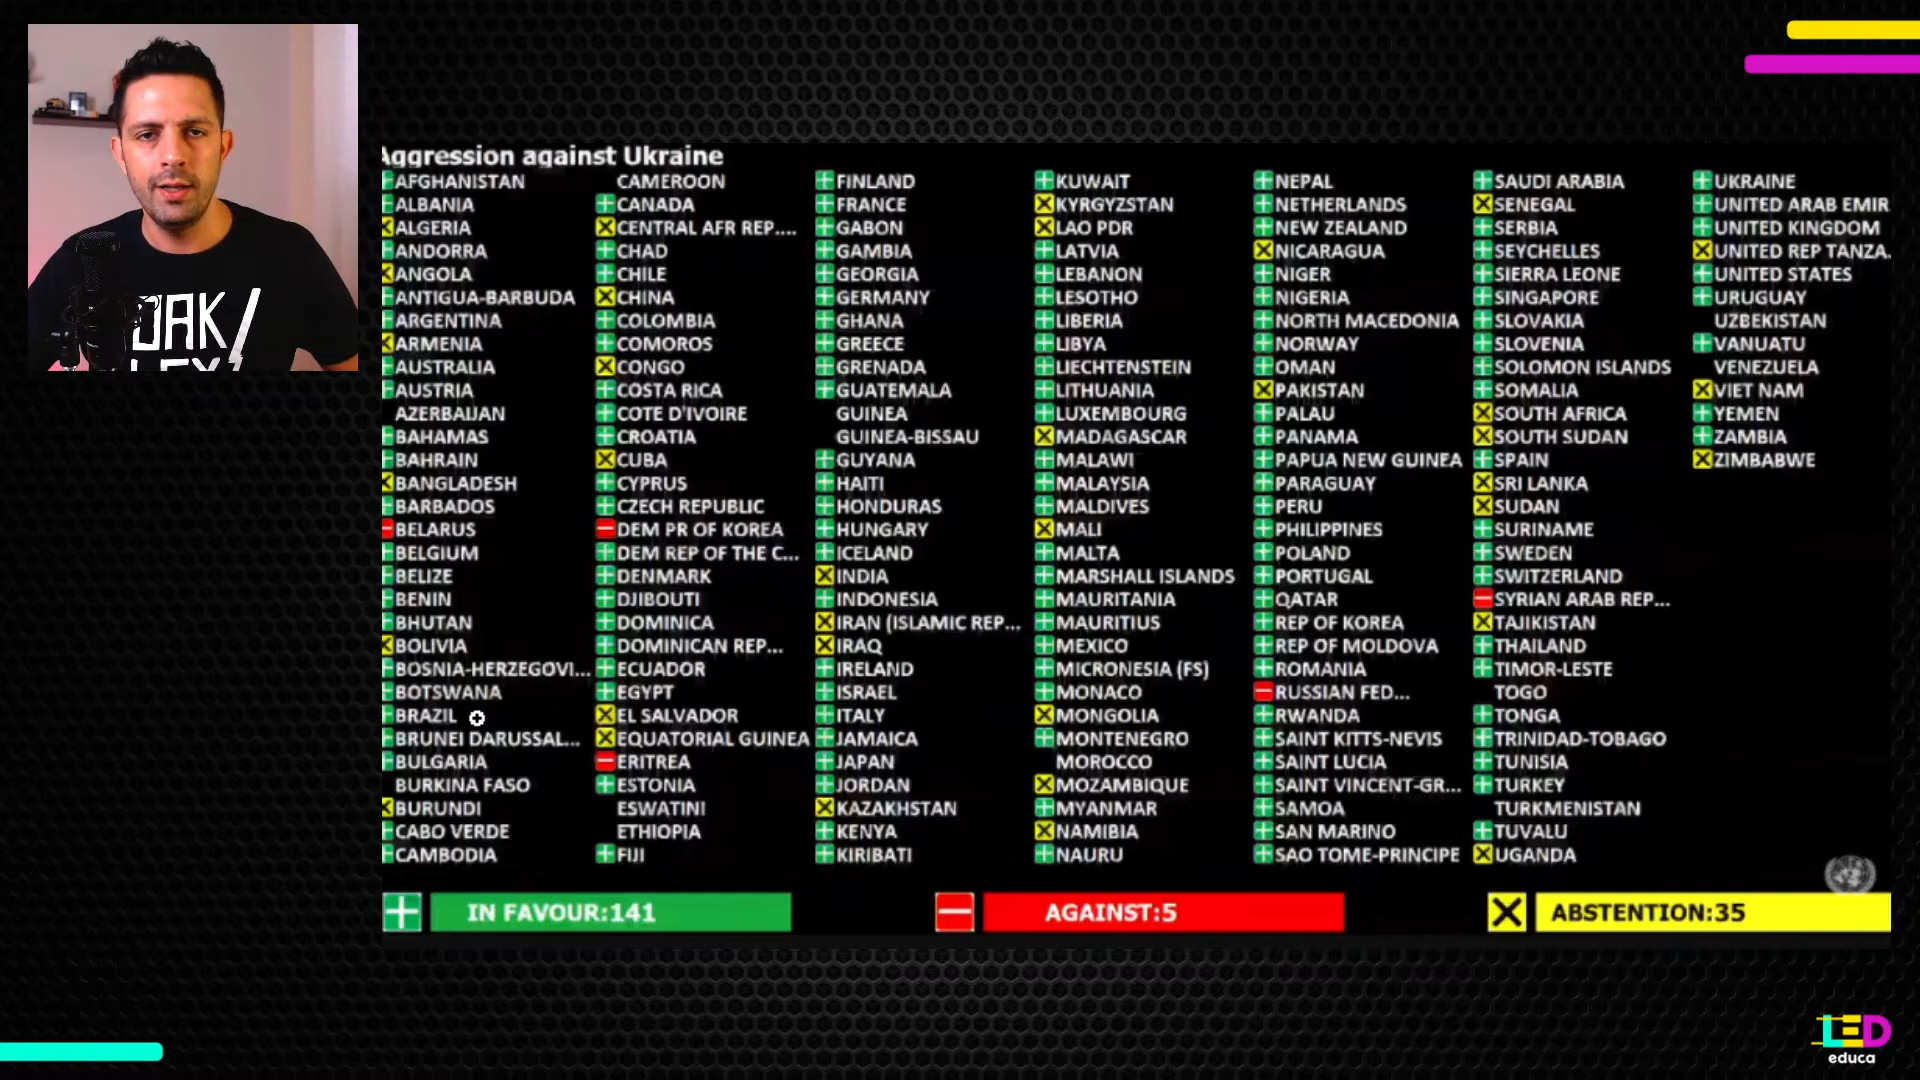 OAK/
LEY
Aggression against Ukraine
AFGHANISTAN
ALBANIA
ALGERIA
ANDORRA
ANGOLA
ANTIGUA-BARBUDA
ARGENTINA
ARMENIA
AUSTRALIA
AUSTRIA
AZERBAIJAN
BAHAMAS
BAHRAIN
BANGLADESH
BARBADOS
BELARUS
BELGIUM
BELIZE
BENIN
BHUTAN
BOLIVIA
BOSNIA-HERZEGOVI...
BOTSWANA
BRAZIL
BRUNEI DARUSSAL...
BULGARIA
BURKINA FASO
BURUNDI
CABO VERDE
CAMBODIA
CAMEROON
CANADA
CENTRAL AFR REP....
CHAD
CHILE
CHINA
COLOMBIA
COMOROS
CONGO
COSTA RICA
COTE D'IVOIRE
CROATIA
CUBA
CYPRUS
CZECH REPUBLIC
DEM PR OF KOREA
DEM REP OF THE C...
DENMARK
DJIBOUTI
DOMINICA
DOMINICAN REP...
ECUADOR
EGYPT
EL SALVADOR
EQUATORIAL GUINEA
ERITREA
ESTONIA
ESWATINI
ETHIOPIA
FIJI
FINLAND
FRANCE
GABON
GAMBIA
GEORGIA
GERMANY
GHANA
GREECE
GRENADA
GUATEMALA
GUINEA
GUINEA-BISSAU
GUYANA
HAITI
HONDURAS
HUNGARY
ICELAND
INDIA
INDONESIA
IRAN (ISLAMIC REP...
IRAQ
IRELAND
ISRAEL
ITALY
JAMAICA
JAPAN
JORDAN
KAZAKHSTAN
KENYA
KIRIBATI
KUWAIT
KYRGYZSTAN
LAO PDR
LATVIA
LEBANON
LESOTHO
LIBERIA
LIBYA
LIECHTENSTEIN
LITHUANIA
LUXEMBOURG
MADAGASCAR
MALAWI
MALAYSIA
MALDIVES
MALI
MALTA
MARSHALL ISLANDS
MAURITANIA
MAURITIUS
MEXICO
MICRONESIA (FS)
MONACO
MONGOLIA
MONTENEGRO
MOROCCO
MOZAMBIQUE
MYANMAR
NAMIBIA
NAURU
NEPAL
NETHERLANDS
NEW ZEALAND
NICARAGUA
NIGER
NIGERIA
NORTH MACEDONIA
NORWAY
OMAN
PAKISTAN
PALAU
PANAMA
PAPUA NEW GUINEA
PARAGUAY
PERU
PHILIPPINES
POLAND
PORTUGAL
QATAR
REP OF KOREA
REP OF MOLDOVA
ROMANIA
RUSSIAN FED...
RWANDA
SAINT KITTS-NEVIS
SAINT LUCIA
SAINT VINCENT-GR...
SAMOA
SAN MARINO
SAO TOME-PRINCIPE
SAUDI ARABIA
SENEGAL
SERBIA
SEYCHELLES
SIERRA LEONE
SINGAPORE
SLOVAKIA
SLOVENIA
SOLOMON ISLANDS
SOMALIA
SOUTH AFRICA
SOUTH SUDAN
SPAIN
SRI LANKA
SUDAN
SURINAME
SWEDEN
SWITZERLAND
SYRIAN ARAB REP...
TAJIKISTAN
THAILAND
TIMOR-LESTE
TOGO
TONGA
TRINIDAD-TOBAGO
TUNISIA
TURKEY
TURKMENISTAN
TUVALU
UGANDA
UKRAINE
UNITED ARAB EMIR
UNITED KINGDOM
UNITED REP TANZA.
UNITED STATES
URUGUAY
UZBEKISTAN
VANUATU
VENEZUELA
VIET NAM
YEMEN
ZAMBIA
ZIMBABWE
IN FAVOUR:141
AGAINST:5
ABSTENTION:35
LED
educa